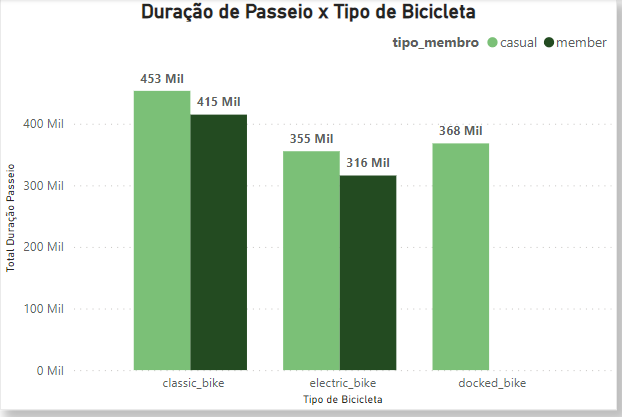 Duração de Passeio x Tipo de Bicicleta
tipo_membro casual member
453 Mil
415 Mil
355 Mil
316 Mil
368 Mil
400 Mil
300 Mil
200 Mil
100 Mil
0 Mil
Total Duração Passeio
classic_bike electric_bike docked_bike
Tipo de Bicicleta